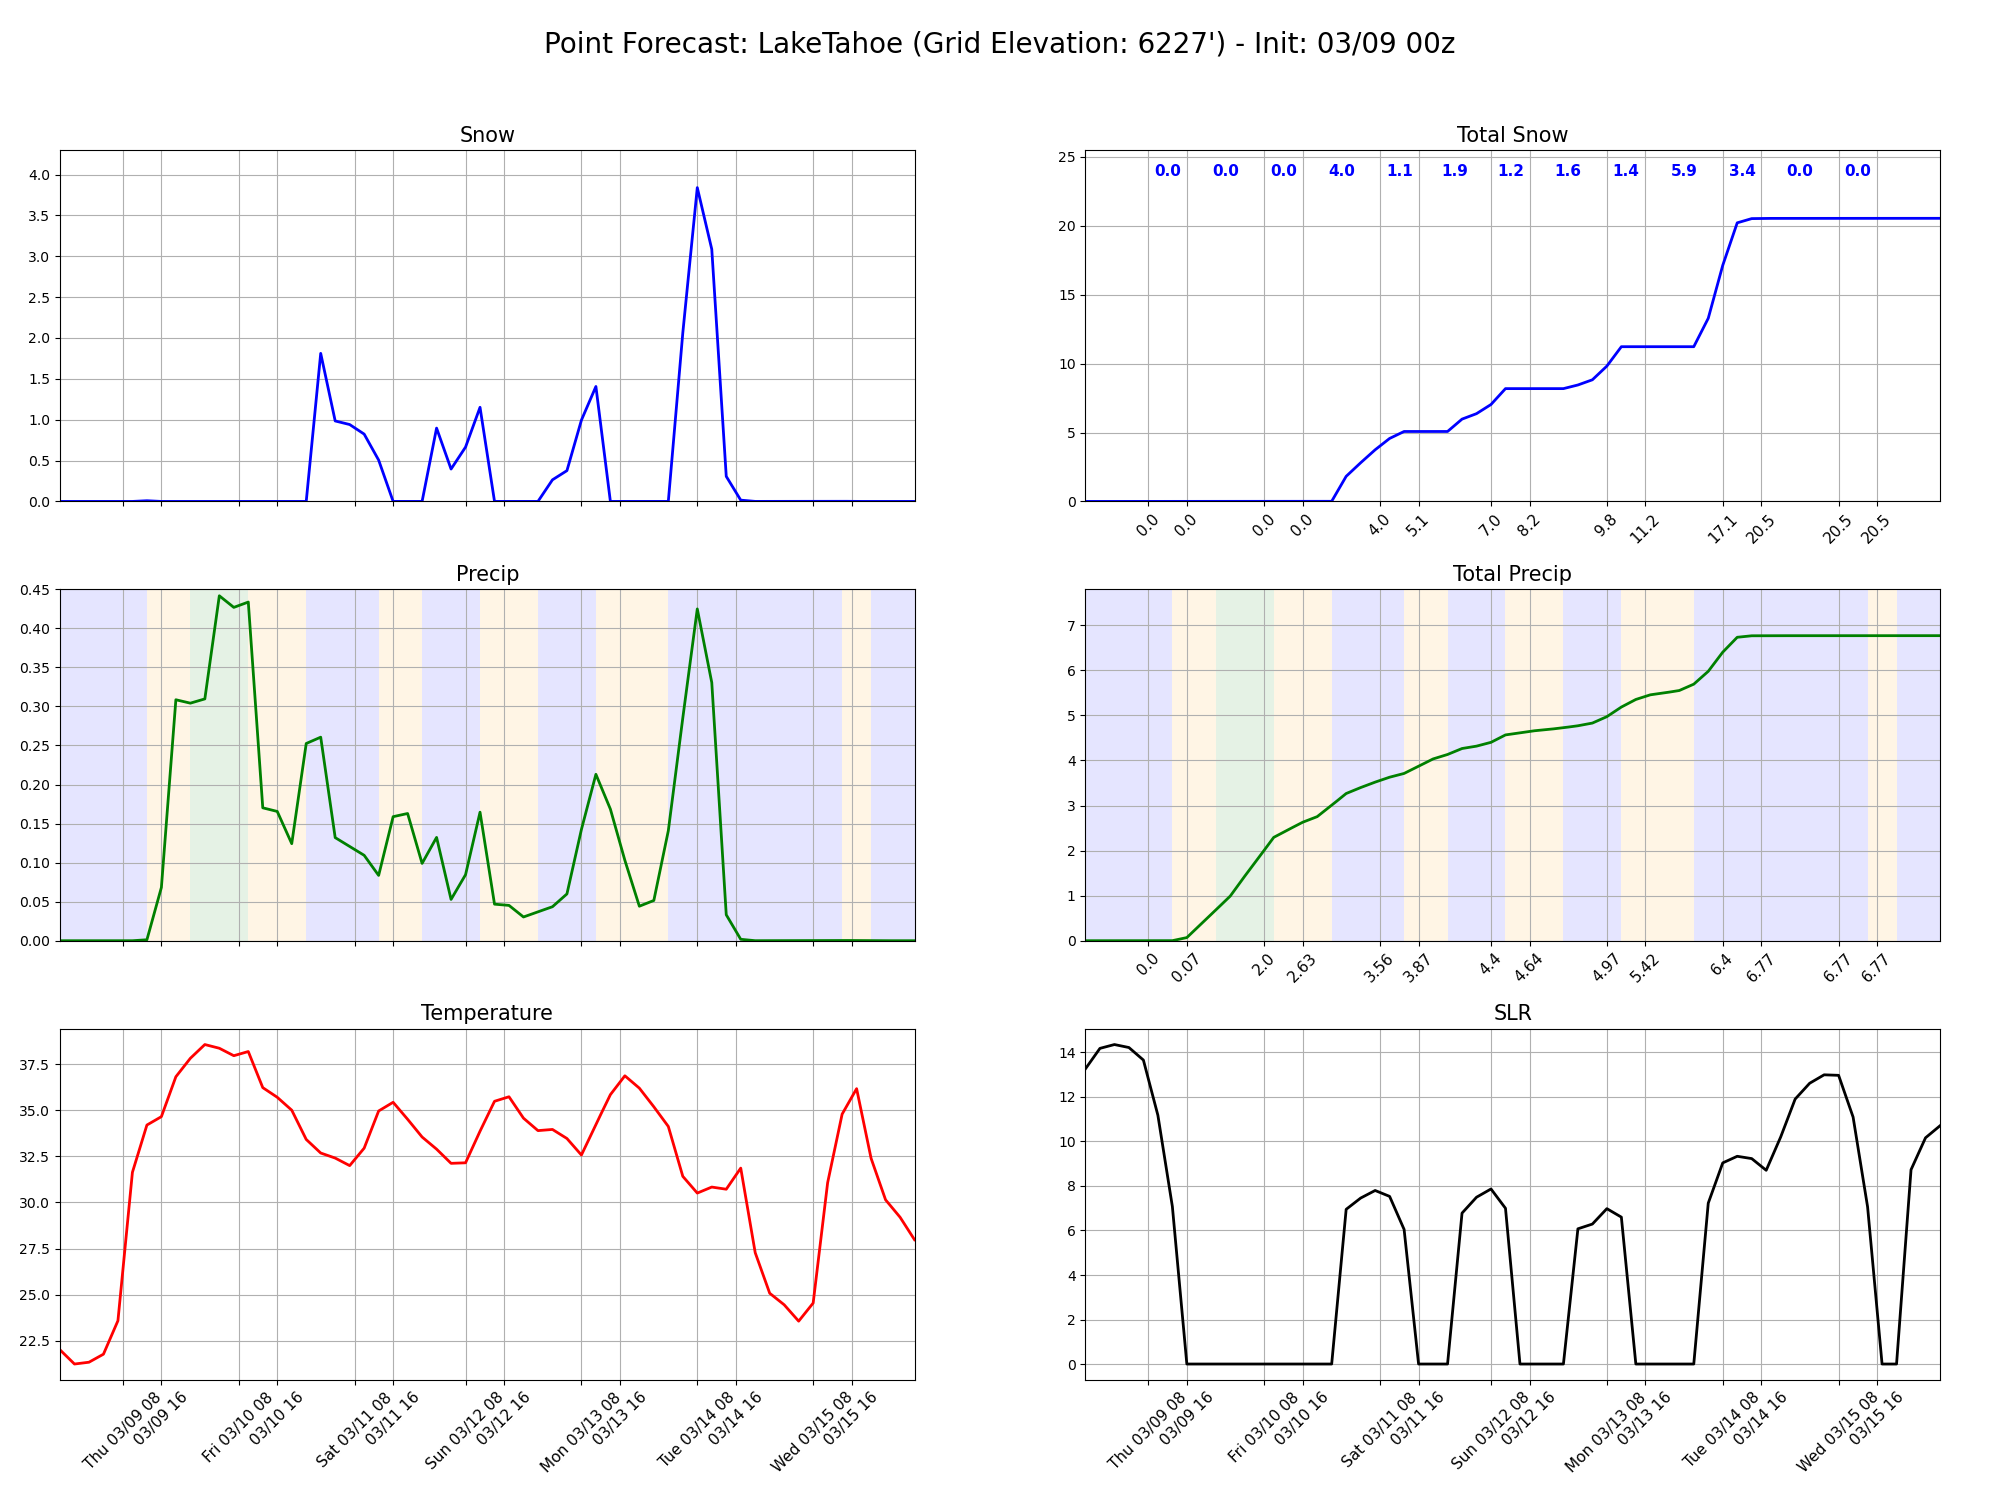 Point Forecast: LakeTahoe (Grid Elevation: 6227') - Init: 03/09 00z
Snow
4.0
3.5
3.0
2.5
2.0
1.5
1.0
0.5
0.0
Total Snow
25
20
15
10
5
0
0.0 0.0 0.0 4.0 1.1 1.9 1.2 1.6 1.4 5.9 3.4 0.0 0.0
0.0 0.0 0.0 0.0 4.0 5.1 7.0 8.2 9.8 11.2 17.1 20.5 20.5 20.5
Precip
0.45
0.40
0.35
0.30
0.25
0.20
0.15
0.10
0.05
0.00
Total Precip
7
6
5
4
3
2
1
0
0.0 0.07 2.0 2.63 3.56 3.87 4.4 4.64 4.97 5.42 6.4 6.77 6.77 6.77
Temperature
37.5
35.0
32.5
30.0
27.5
25.0
22.5
Thu 03/09 08
03/09 16
Fri 03/10 08
03/10 16
Sat 03/11 08
03/11 16
Sun 03/12 08
03/12 16
Mon 03/13 08
03/13 16
Tue 03/14 08
03/14 16
Wed 03/15 08
03/15 16
SLR
14
12
10
8
6
4
2
0
Thu 03/09 08
03/09 16
Fri 03/10 08
03/10 16
Sat 03/11 08
03/11 16
Sun 03/12 08
03/12 16
Mon 03/13 08
03/13 16
Tue 03/14 08
03/14 16
Wed 03/15 08
03/15 16